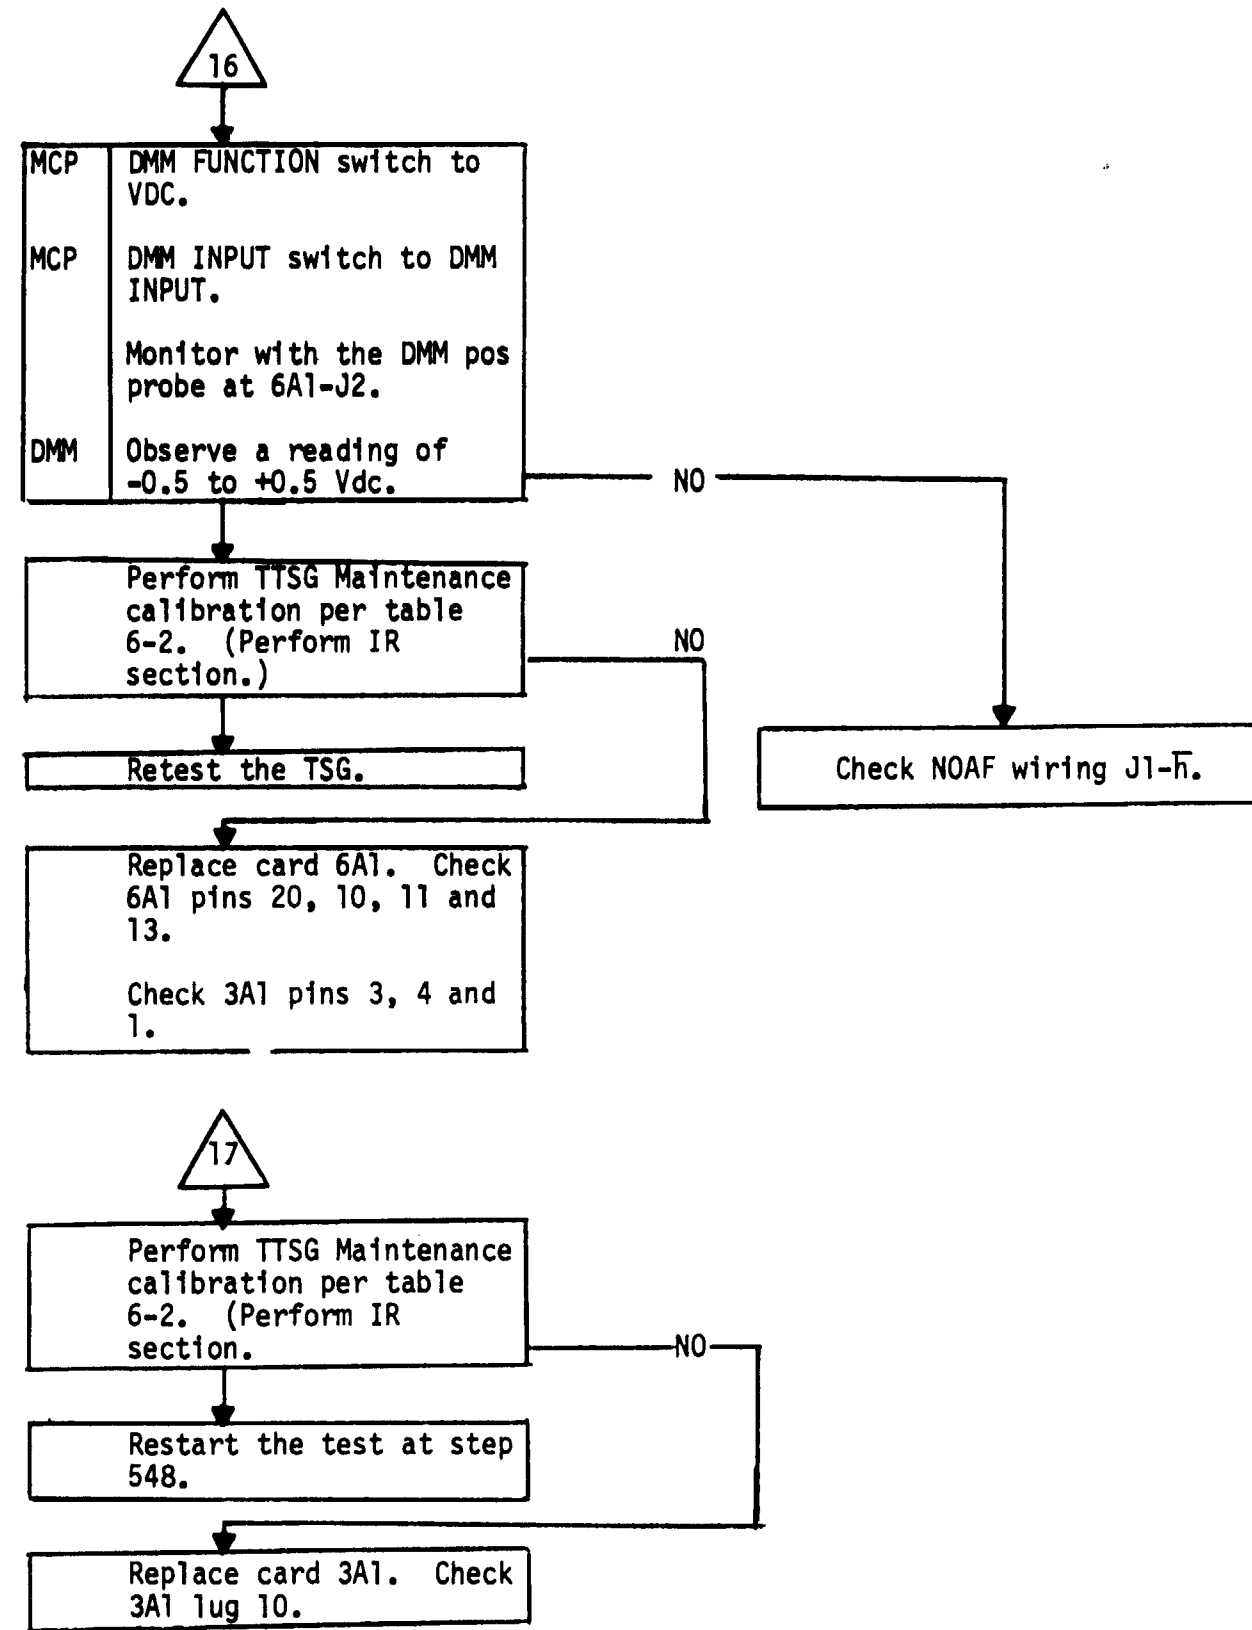 16
MCP DMM FUNCTION switch to
VDC.
MCP DMM INPUT switch to DMM
INPUT.
Monitor with the DMM pos
probe at 6A1-J2.
DMM Observe a reading of
-0.5 to +0.5 Vdc.
NO
Perform TTSG Maintenance
calibration per table
6-2. (Perform IR
section.)
NO
Retest the TSG.
Check NOAF wiring J1-h̅.
Replace card 6A1. Check
6A1 pins 20, 10, 11 and
13.
Check 3A1 pins 3, 4 and
1.
17
Perform TTSG Maintenance
calibration per table
6-2. (Perform IR
section.
NO
Restart the test at step
548.
Replace card 3A1. Check
3A1 lug 10.